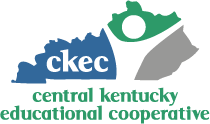 ckec
central kentucky
educational cooperative